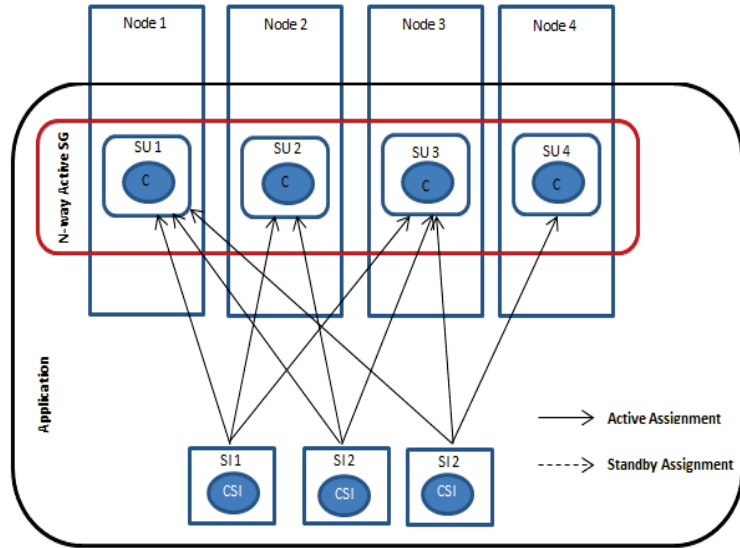 Node 1
Node 2
Node 3
Node 4
N-way Active SG
SU 1
SU 2
SU 3
SU 4
C
C
C
C
Application
Active Assignment
Standby Assignment
SI 1
SI 2
SI 2
CSI
CSI
CSI